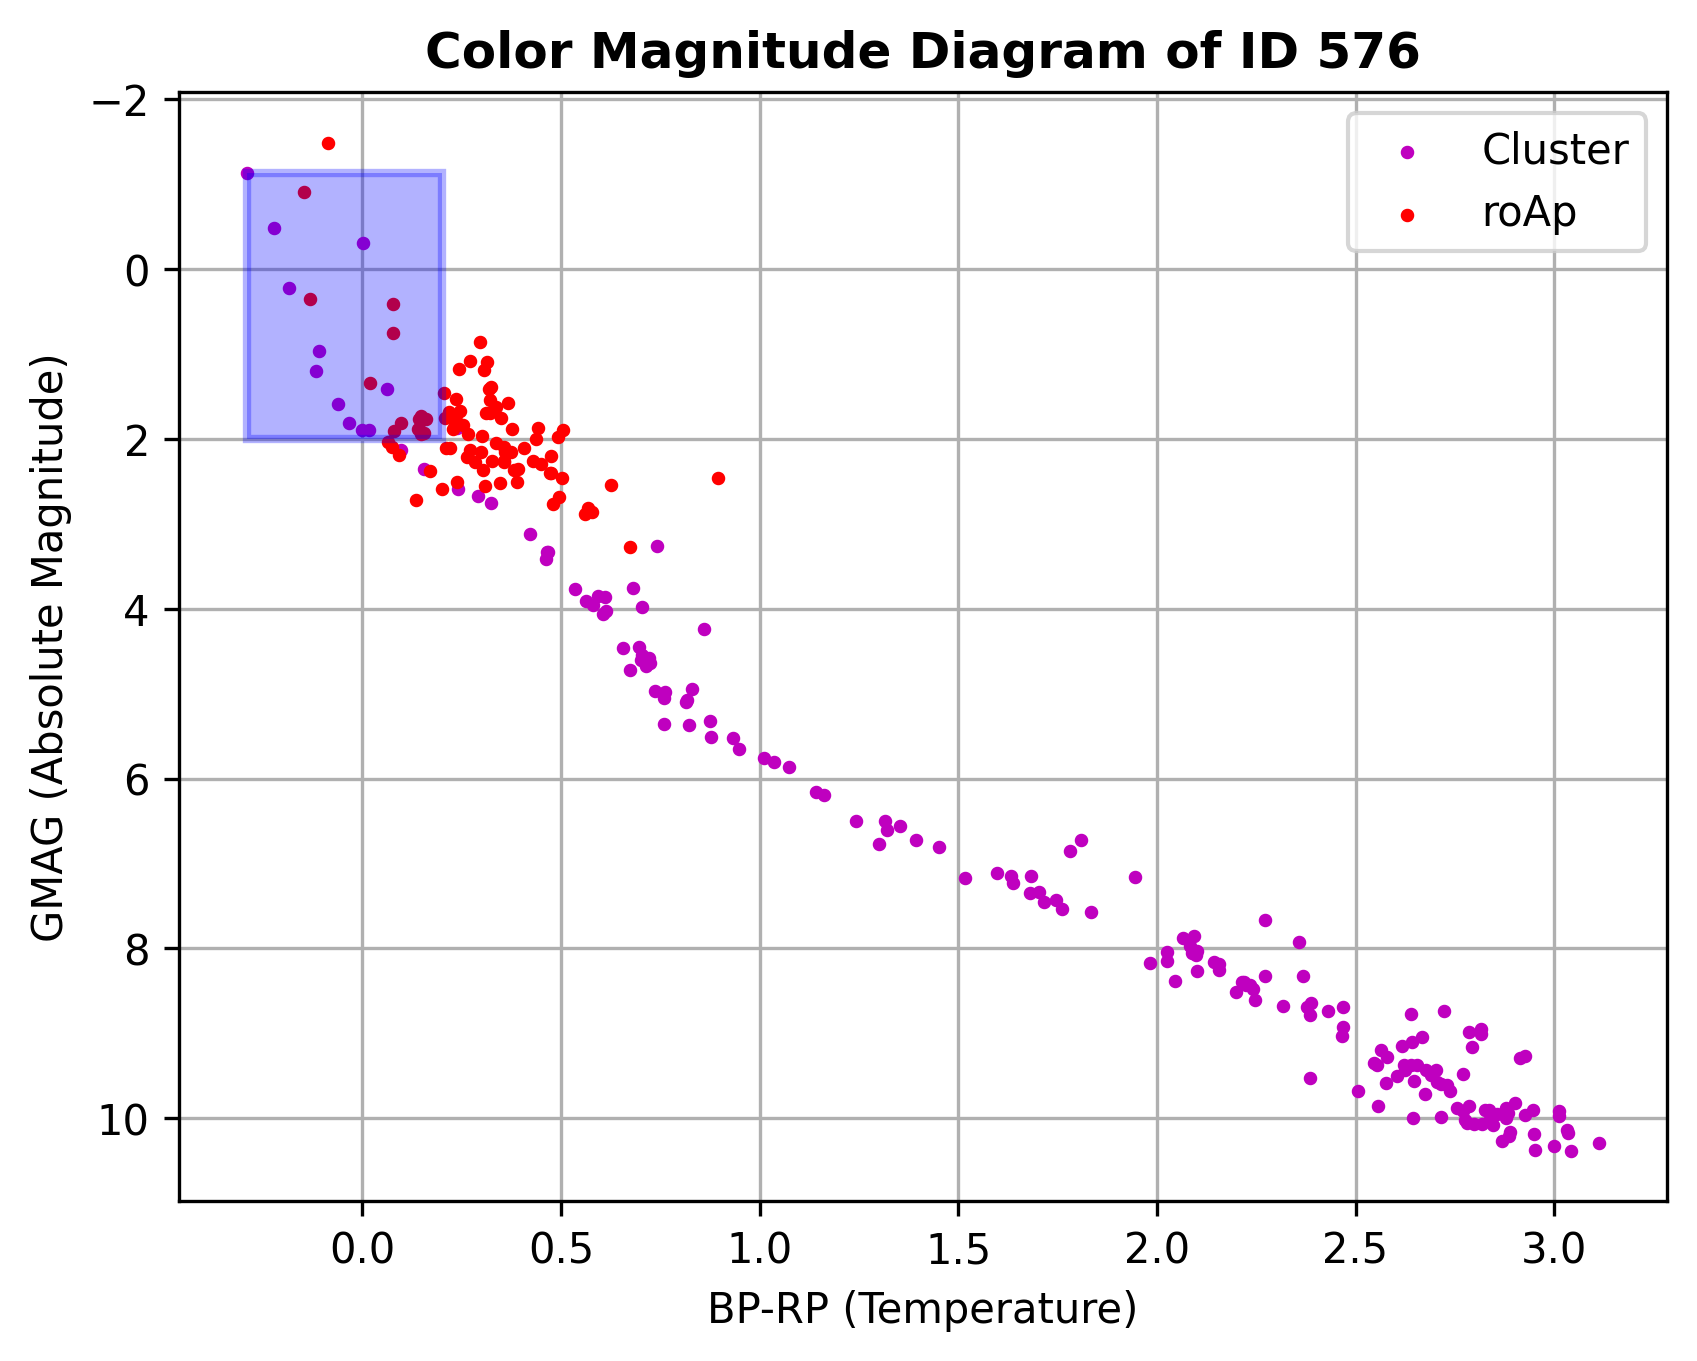 Color Magnitude Diagram of ID 576
Cluster
roAp
GMAG (Absolute Magnitude)
−2
0
2
4
6
8
10
0.0 0.5 1.0 1.5 2.0 2.5 3.0
BP-RP (Temperature)